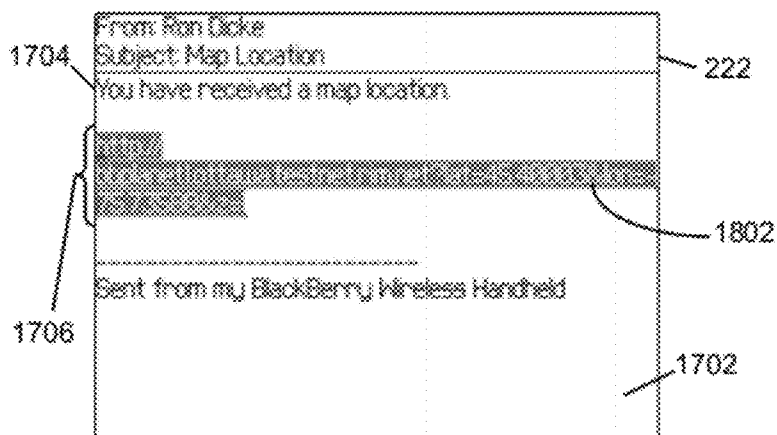 From: Ron Dicke
Subject: Map Location
1704
222
You have received a map location.
1802
Sent from my BlackBerry Wireless Handheld
1706
1702